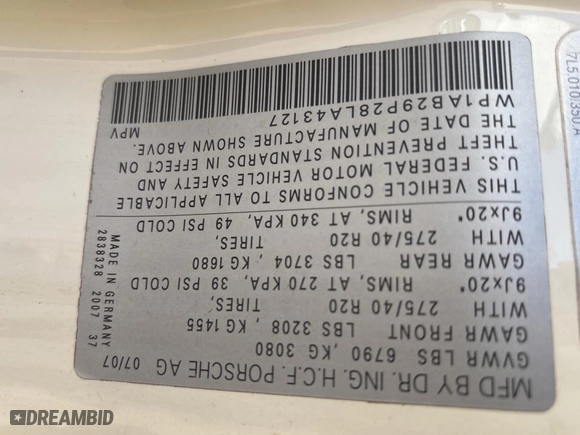 MFD BY DR. ING. H.C.F. PORSCHE AG
07/07
GVWR LBS 6790 , KG 3080
GAWR FRONT LBS 3208 , KG 1455
WITH 275/40 R20 TIRES,
9Jx20" RIMS, AT 270 KPA, 39 PSI COLD
GAWR REAR LBS 3704 , KG 1680
WITH 275/40 R20 TIRES,
9Jx20" RIMS, AT 340 KPA, 49 PSI COLD
MADE IN GERMANY
2838328 2007 37
THIS VEHICLE CONFORMS TO ALL APPLICABLE
U.S. FEDERAL MOTOR VEHICLE SAFETY AND
THEFT PREVENTION STANDARDS IN EFFECT ON
THE DATE OF MANUFACTURE SHOWN ABOVE.
WP1AB29P28LA43127 MPV
7L5.010.350.A
DREAMBID